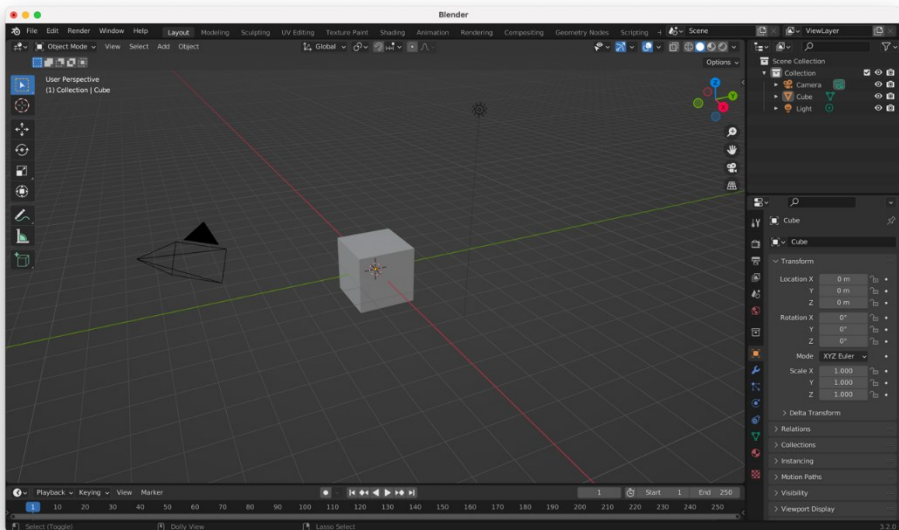 Blender
File Edit Render Window Help Layout Modeling Sculpting UV Editing Texture Paint Shading Animation Rendering Compositing Geometry Nodes Scripting + Scene ViewLayer
Object Mode View Select Add Object Global
Options
User Perspective
(1) Collection | Cube
Z
Y
X
Scene Collection
Collection
Camera
Cube
Light
Cube
Cube
Transform
Location X 0 m
Y 0 m
Z 0 m
Rotation X 0°
Y 0°
Z 0°
Mode XYZ Euler
Scale X 1.000
Y 1.000
Z 1.000
Delta Transform
Relations
Collections
Instancing
Motion Paths
Visibility
Viewport Display
Playback Keying View Marker 1 Start 1 End 250
1 10 20 30 40 50 60 70 80 90 100 110 120 130 140 150 160 170 180 190 200 210 220 230 240 250
Select (Toggle) Dolly View Lasso Select 3.2.0